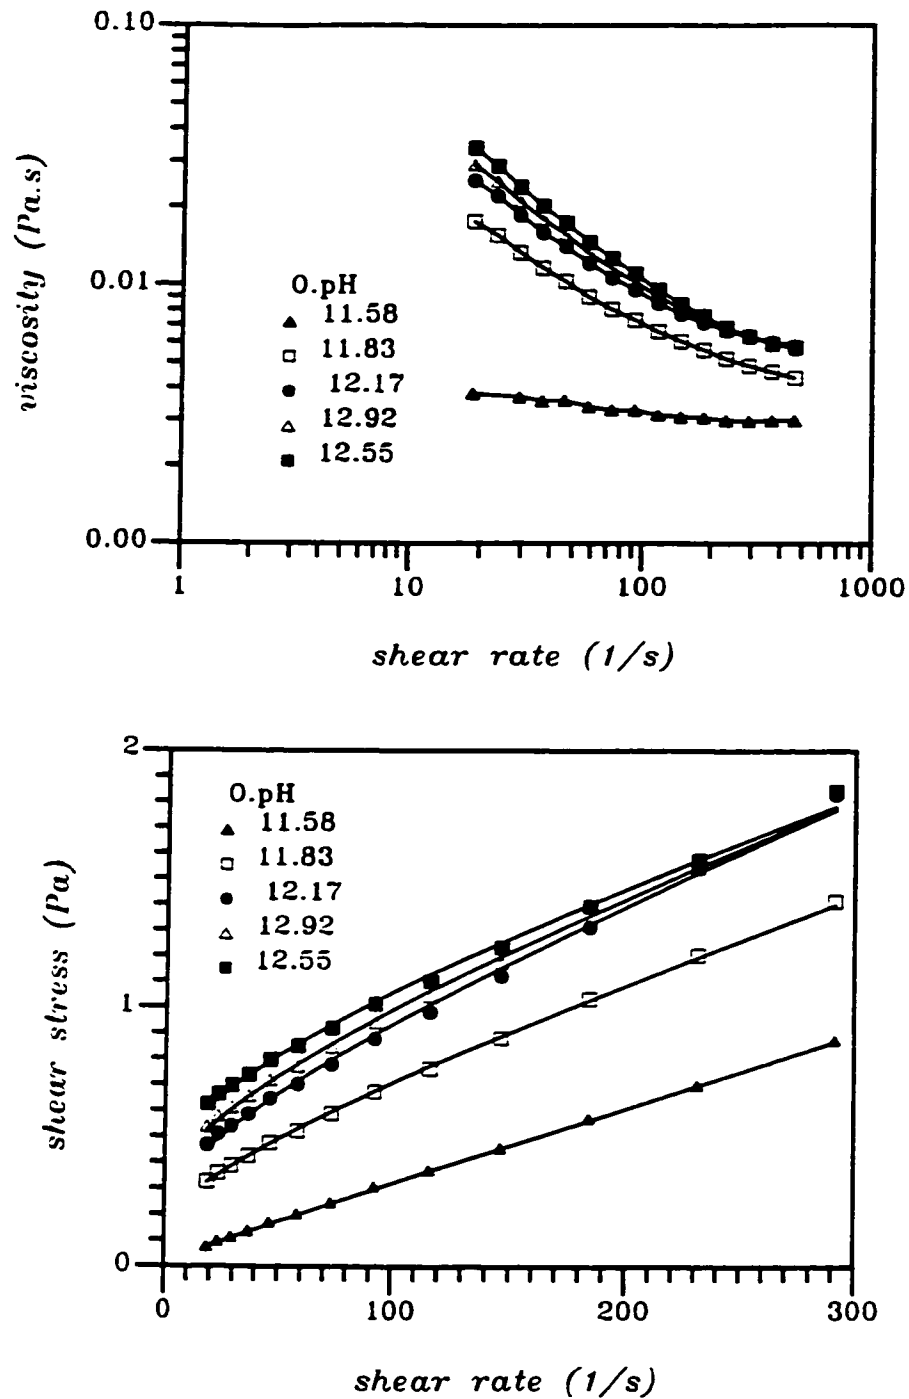 0.10
viscosity (Pa.s)
0.01
O.pH
11.58
11.83
12.17
12.92
12.55
0.00
1 10 100 1000
shear rate (1/s)
2
shear stress (Pa)
O.pH
11.58
11.83
12.17
12.92
12.55
1
0
0 100 200 300
shear rate (1/s)